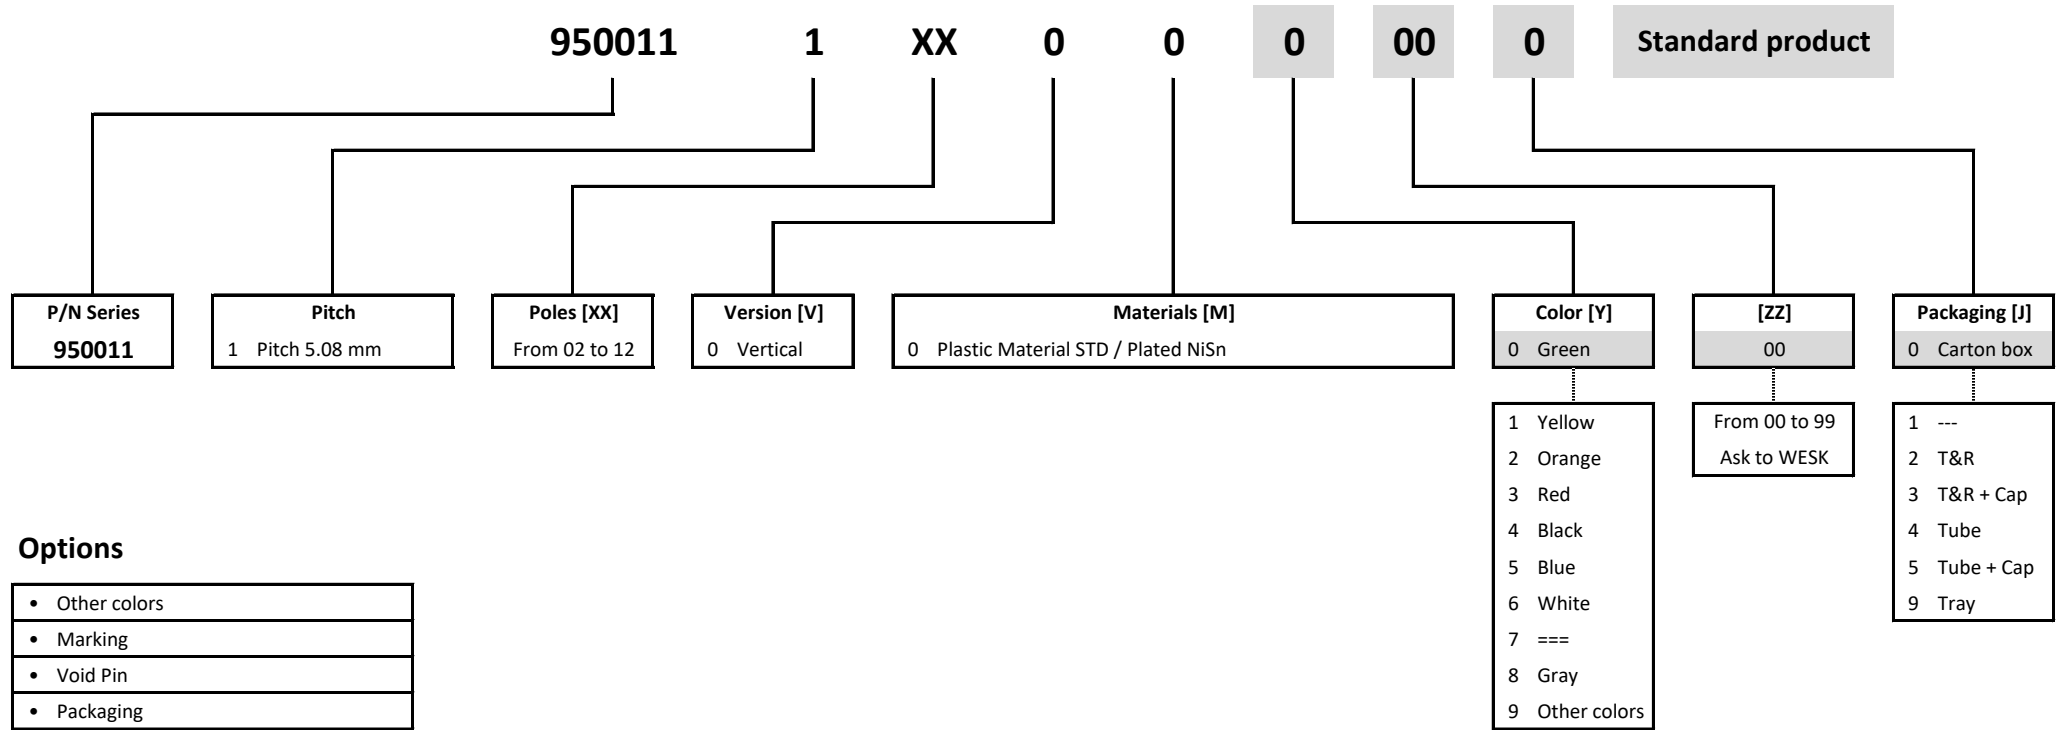 950011 1 XX 0 0 0 00 0 Standard product
P/N Series Pitch Poles [XX] Version [V] Materials [M] Color [Y] [ZZ] Packaging [J]
950011 1 Pitch 5.08 mm From 02 to 12 0 Vertical 0 Plastic Material STD / Plated NiSn 0 Green 00 0 Carton box
1 Yellow From 00 to 99 1 ---
2 Orange Ask to WESK 2 T&R
3 Red 3 T&R + Cap
4 Black 4 Tube
5 Blue 5 Tube + Cap
6 White 9 Tray
7 ===
8 Gray
9 Other colors
Options
• Other colors
• Marking
• Void Pin
• Packaging